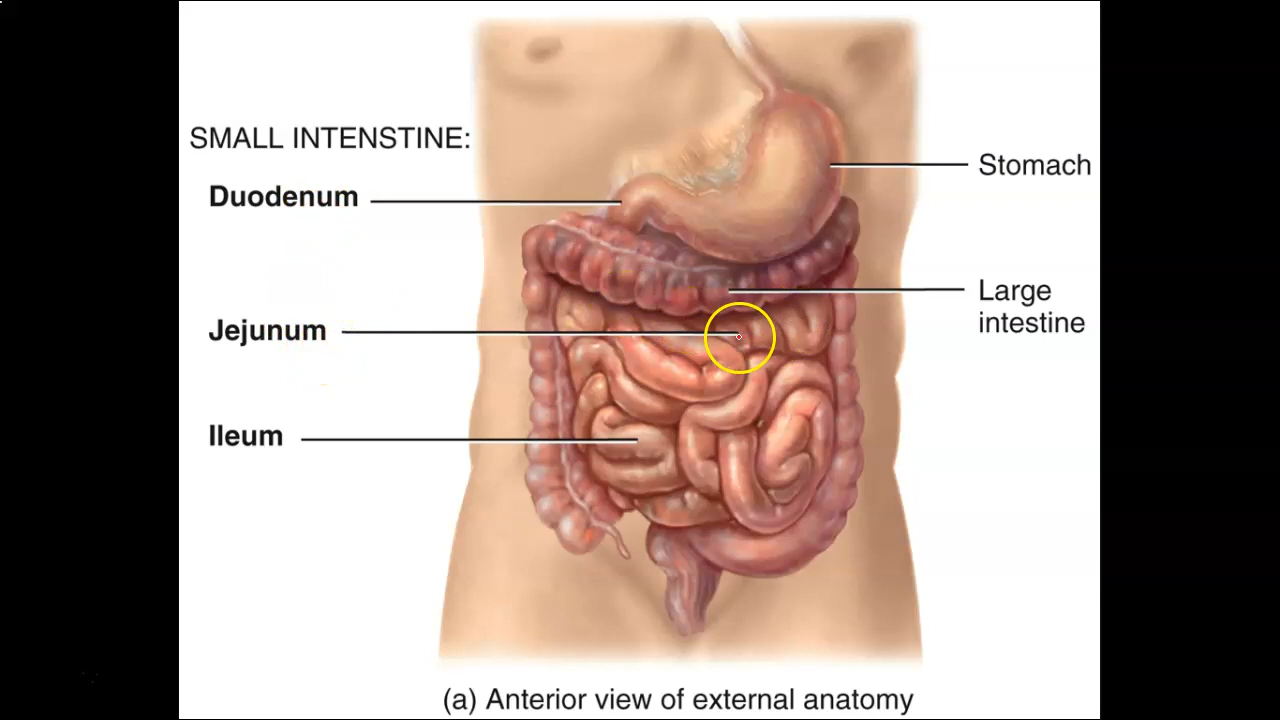 SMALL INTENSTINE:
Duodenum
Stomach
Large
intestine
Jejunum
Ileum
(a) Anterior view of external anatomy